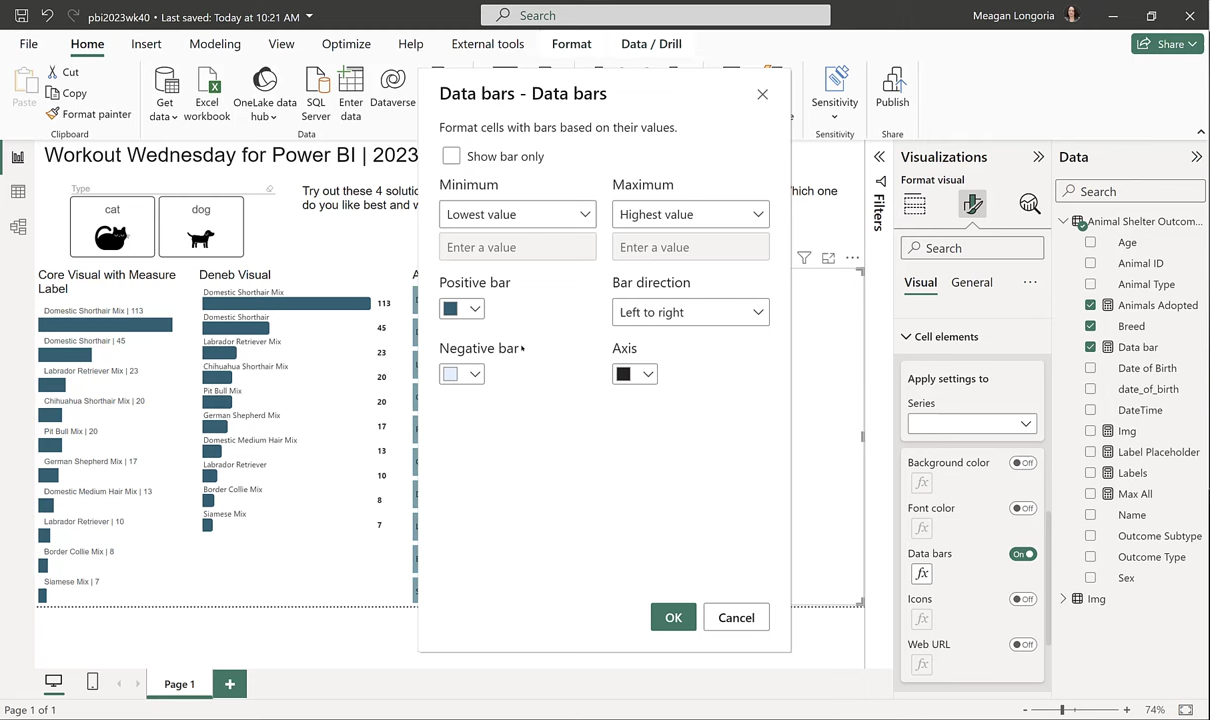 pbi2023wk40 • Last saved: Today at 10:21 AM
Search
Meagan Longoria
File Home Insert Modeling View Optimize Help External tools Format Data / Drill
Share
Paste
Cut
Copy
Format painter
Clipboard
Get data
Excel workbook
OneLake data hub
SQL Server
Enter data
Dataverse
Data
Sensitivity
Sensitivity
Publish
Share
Workout Wednesday for Power BI | 2023
Type
cat
dog
Try out these 4 solutio
do you like best and w
hich one
Core Visual with Measure
Label
Domestic Shorthair Mix | 113
Domestic Shorthair | 45
Labrador Retriever Mix | 23
Chihuahua Shorthair Mix | 20
Pit Bull Mix | 20
German Shepherd Mix | 17
Domestic Medium Hair Mix | 13
Labrador Retriever | 10
Border Collie Mix | 8
Siamese Mix | 7
Deneb Visual
Domestic Shorthair Mix
113
Domestic Shorthair
45
Labrador Retriever Mix
23
Chihuahua Shorthair Mix
20
Pit Bull Mix
20
German Shepherd Mix
17
Domestic Medium Hair Mix
13
Labrador Retriever
10
Border Collie Mix
8
Siamese Mix
7
Data bars - Data bars
Format cells with bars based on their values.
Show bar only
Minimum
Maximum
Lowest value
Highest value
Enter a value
Enter a value
Positive bar
Bar direction
Left to right
Negative bar
Axis
OK
Cancel
Filters
Visualizations
Format visual
Search
Visual
General
Cell elements
Apply settings to
Series
Background color
Off
fx
Font color
Off
fx
Data bars
On
fx
Icons
Off
fx
Web URL
Off
fx
Data
Search
Animal Shelter Outcom...
Age
Animal ID
Animal Type
Animals Adopted
Breed
Data bar
Date of Birth
date_of_birth
DateTime
Img
Label Placeholder
Labels
Max All
Name
Outcome Subtype
Outcome Type
Sex
Img
Page 1
Page 1 of 1
74%